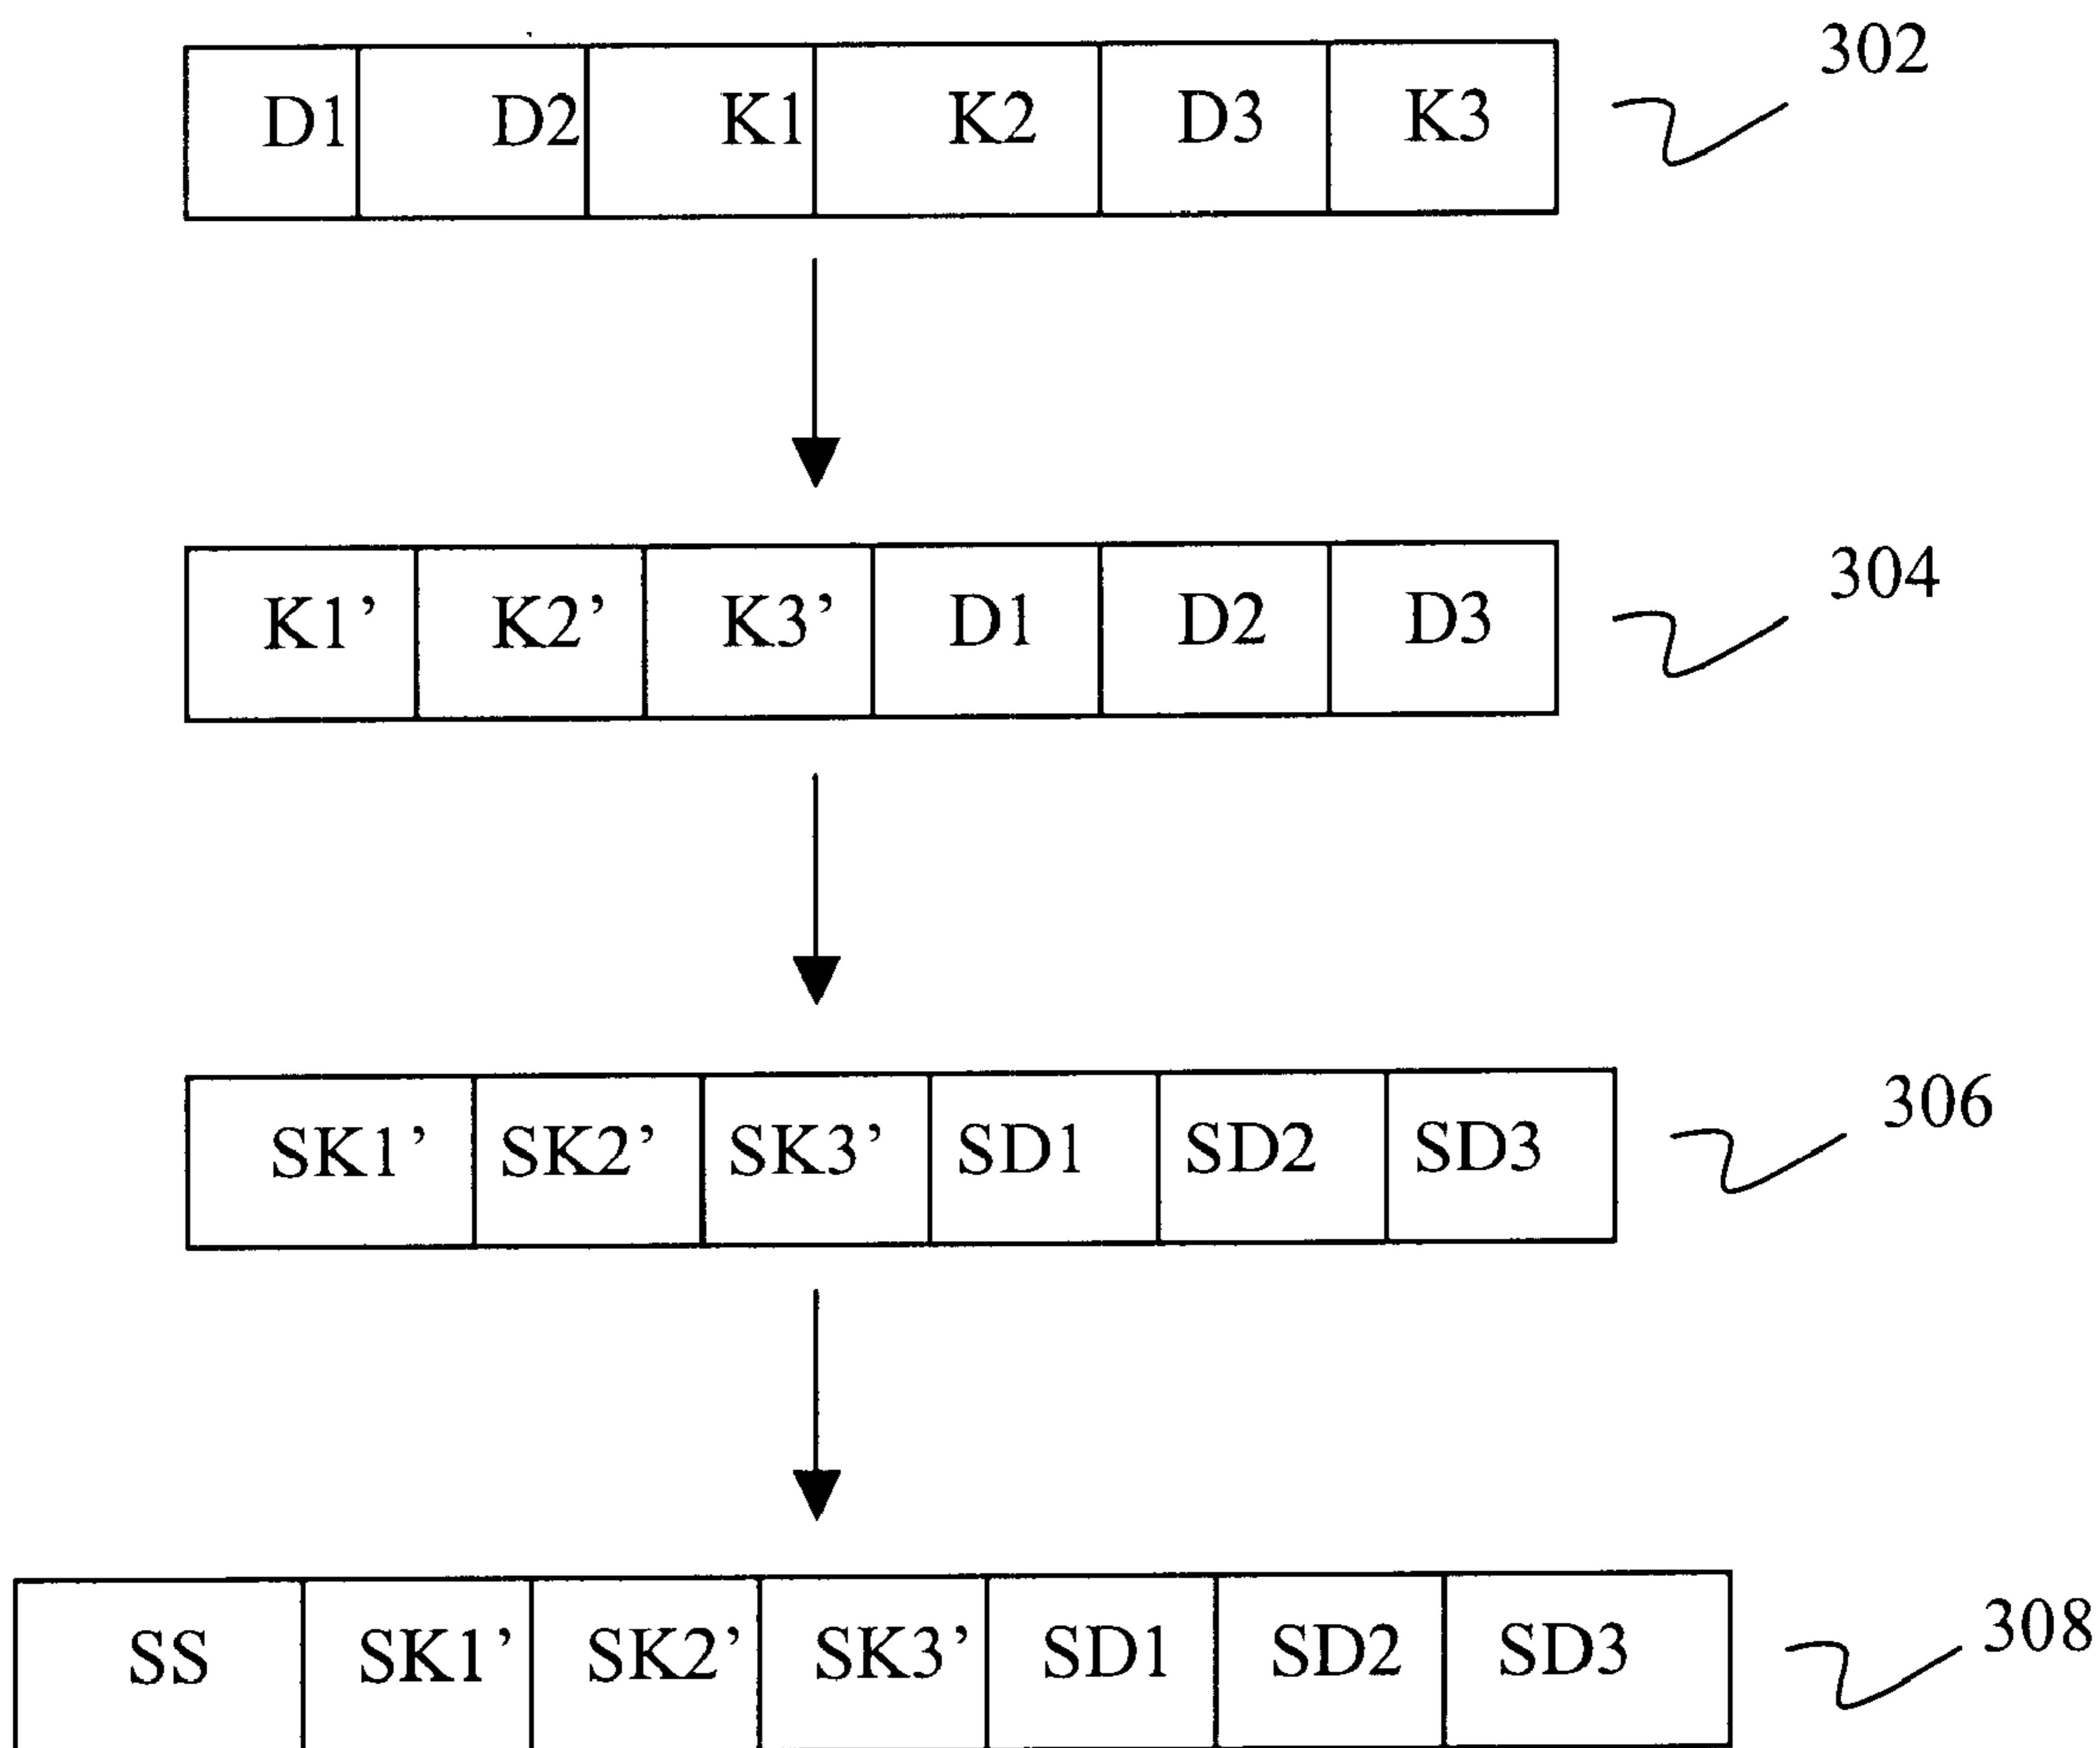 302
D1 D2 K1 K2 D3 K3
304
K1’ K2’ K3’ D1 D2 D3
306
SK1’ SK2’ SK3’ SD1 SD2 SD3
308
SS SK1’ SK2’ SK3’ SD1 SD2 SD3